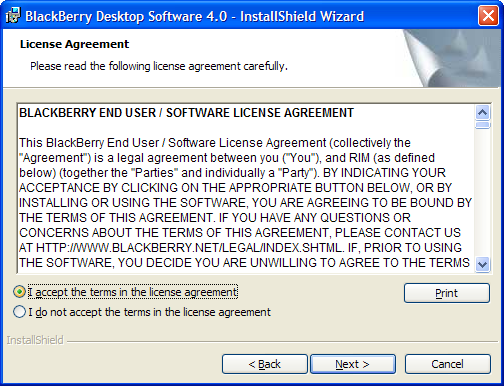 BlackBerry Desktop Software 4.0 - InstallShield Wizard
License Agreement
Please read the following license agreement carefully.
BLACKBERRY END USER / SOFTWARE LICENSE AGREEMENT
This BlackBerry End User / Software License Agreement (collectively the
"Agreement") is a legal agreement between you ("You"), and RIM (as defined
below) (together the "Parties" and individually a "Party"). BY INDICATING YOUR
ACCEPTANCE BY CLICKING ON THE APPROPRIATE BUTTON BELOW, OR BY
INSTALLING OR USING THE SOFTWARE, YOU ARE AGREEING TO BE BOUND BY
THE TERMS OF THIS AGREEMENT. IF YOU HAVE ANY QUESTIONS OR
CONCERNS ABOUT THE TERMS OF THIS AGREEMENT, PLEASE CONTACT US
AT HTTP://WWW.BLACKBERRY.NET/LEGAL/INDEX.SHTML. IF, PRIOR TO USING
THE SOFTWARE, YOU DECIDE YOU ARE UNWILLING TO AGREE TO THE TERMS
I accept the terms in the license agreement
Print
I do not accept the terms in the license agreement
InstallShield
< Back
Next >
Cancel